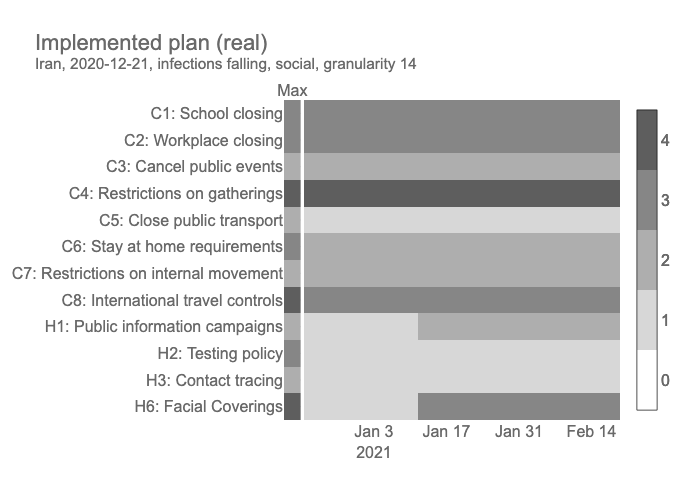 Implemented plan (real)
Iran, 2020-12-21, infections falling, social, granularity 14
Max
C1: School closing
C2: Workplace closing
C3: Cancel public events
C4: Restrictions on gatherings
C5: Close public transport
C6: Stay at home requirements
C7: Restrictions on internal movement
C8: International travel controls
H1: Public information campaigns
H2: Testing policy
H3: Contact tracing
H6: Facial Coverings
Jan 3 Jan 17 Jan 31 Feb 14
2021
4
3
2
1
0